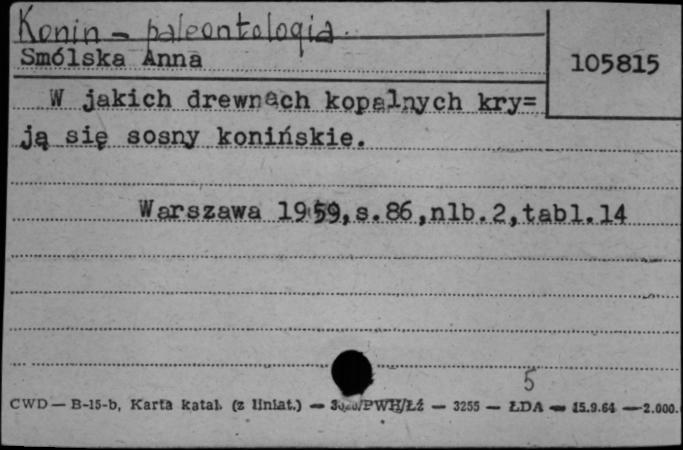 Konin - paleontologia
Smólska Anna
105815
W jakich drewnach kopalnych kry=
ją się sosny konińskie.
Warszawa 1959,s.86,nlb.2,tabl.14
5
CWD — B-15-b, Karta katal. (z liniat.) — /PWH/Łź — 3255 — ŁDA — 15.9.64 — 2.000.